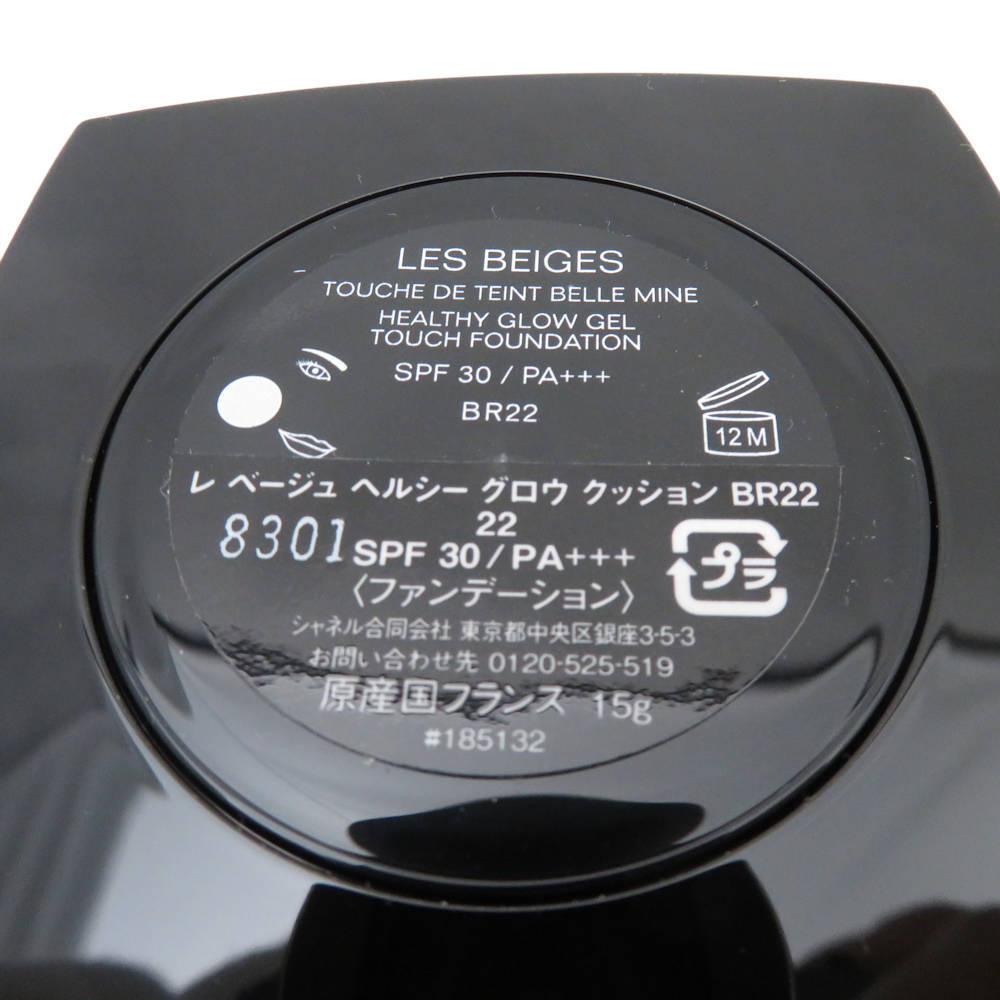 LES BEIGES
TOUCHE DE TEINT BELLE MINE
HEALTHY GLOW GEL
TOUCH FOUNDATION
SPF 30 / PA+++
BR22
12 M
レ ベージュ ヘルシー グロウ クッション BR22
22
8301
SPF 30/PA+++
〈ファンデーション〉
プラ
シャネル合同会社 東京都中央区銀座3-5-3
お問い合わせ先 0120-525-519
原産国フランス 15g
#185132